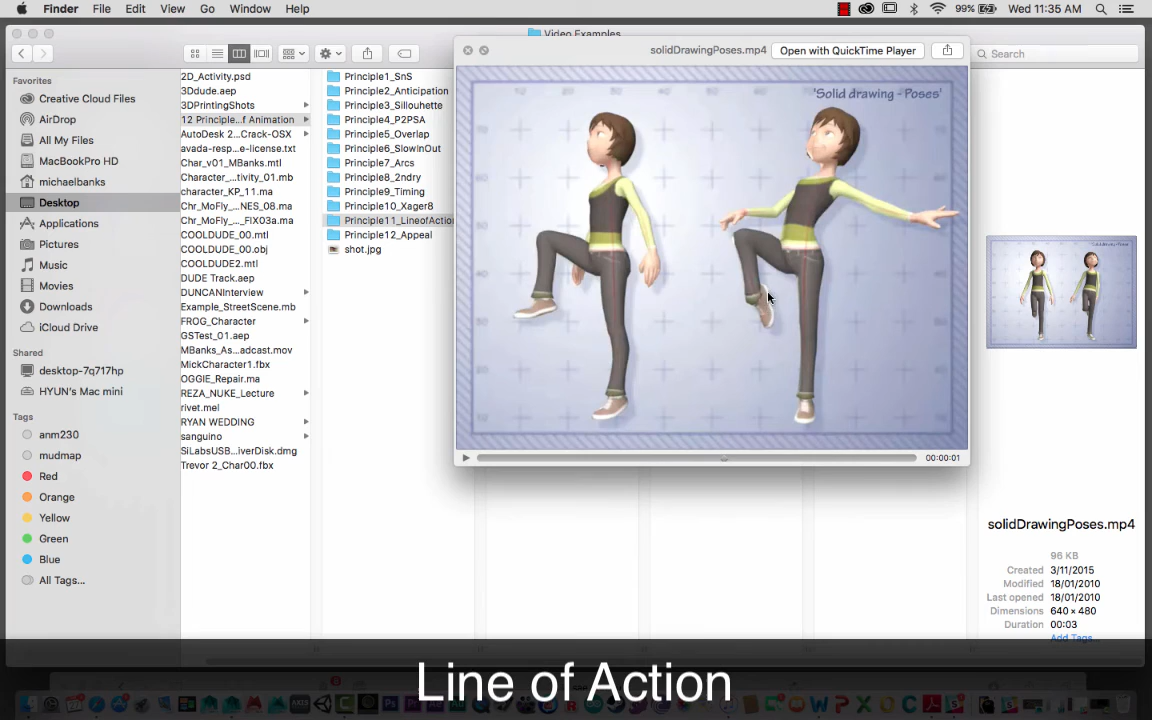 Finder File Edit View Go Window Help
99% Wed 11:35 AM
Video Examples
solidDrawingPoses.mp4 Open with QuickTime Player
Search
Favorites
Creative Cloud Files
AirDrop
All My Files
MacBookPro HD
michaelbanks
Desktop
Applications
Pictures
Music
Movies
Downloads
iCloud Drive
Shared
desktop-7q717hp
HYUN's Mac mini
Tags
anm230
mudmap
Red
Orange
Yellow
Green
Blue
All Tags...
2D_Activity.psd
3Ddude.aep
3DPrintingShots
12 Principle...f Animation
AutoDesk 2...Crack-OSX
avada-resp...e-license.txt
Char_v01_MBanks.mtl
Character_...tivity_01.mb
character_KP_11.ma
Chr_MoFly_...NES_08.ma
Chr_MoFly_..._FIX03a.ma
COOLDUDE_00.mtl
COOLDUDE_00.obj
COOLDUDE2.mtl
DUDE Track.aep
DUNCANInterview
Example_StreetScene.mb
FROG_Character
GSTest_01.aep
MBanks_As...adcast.mov
MickCharacter1.fbx
OGGIE_Repair.ma
REZA_NUKE_Lecture
rivet.mel
RYAN WEDDING
sanguino
SiLabsUSB...iverDisk.dmg
Trevor 2_Char00.fbx
Principle1_SnS
Principle2_Anticipation
Principle3_Sillouhette
Principle4_P2PSA
Principle5_Overlap
Principle6_SlowinOut
Principle7_Arcs
Principle8_2ndry
Principle9_Timing
Principle10_Xager8
Principle11_LineofActio
Principle12_Appeal
shot.jpg
'Solid drawing - Poses'
00:00:01
solidDrawingPoses.mp4
96 KB
Created 3/11/2015
Modified 18/01/2010
Last opened 18/01/2010
Dimensions 640 × 480
Duration 00:03
Add Tags...
Line of Action